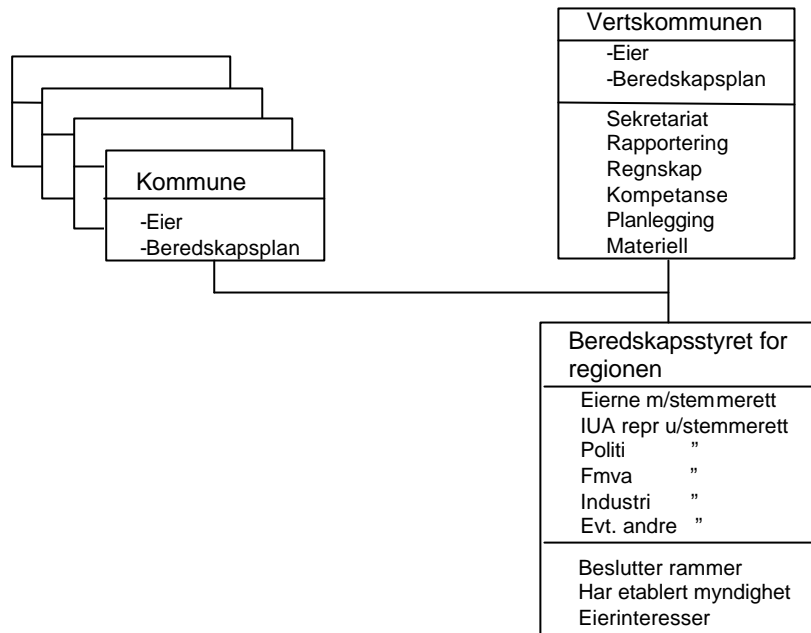 Vertskommunen
-Eier
-Beredskapsplan
Sekretariat
Rapportering
Regnskap
Kompetanse
Planlegging
Materiell
Kommune
-Eier
-Beredskapsplan
Beredskapsstyret for
regionen
Eierne m/stemmerett
IUA repr u/stemmerett
Politi ”
Fmva ”
Industri ”
Evt. andre ”
Beslutter rammer
Har etablert myndighet
Eierinteresser